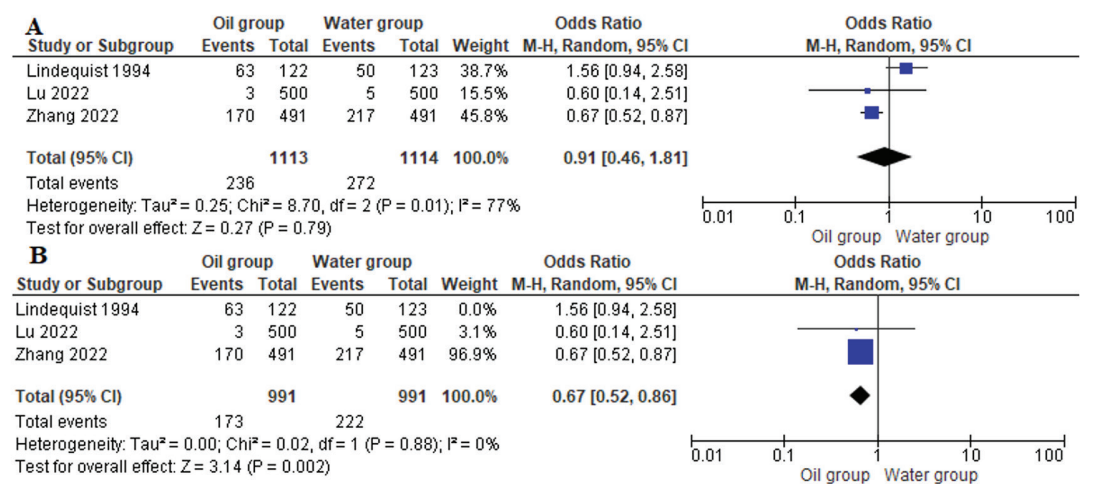 A
Oil group Water group Odds Ratio Odds Ratio
Study or Subgroup Events Total Events Total Weight M-H, Random, 95% CI M-H, Random, 95% CI
Lindequist 1994 63 122 50 123 38.7% 1.56 [0.94, 2.58]
Lu 2022 3 500 5 500 15.5% 0.60 [0.14, 2.51]
Zhang 2022 170 491 217 491 45.8% 0.67 [0.52, 0.87]
Total (95% CI) 1113 1114 100.0% 0.91 [0.46, 1.81]
Total events 236 272
Heterogeneity: Tau² = 0.25; Chi² = 8.70, df = 2 (P = 0.01); I² = 77%
Test for overall effect: Z = 0.27 (P = 0.79)
0.01 0.1 1 10 100
Oil group Water group
B
Oil group Water group Odds Ratio Odds Ratio
Study or Subgroup Events Total Events Total Weight M-H, Random, 95% CI M-H, Random, 95% CI
Lindequist 1994 63 122 50 123 0.0% 1.56 [0.94, 2.58]
Lu 2022 3 500 5 500 3.1% 0.60 [0.14, 2.51]
Zhang 2022 170 491 217 491 96.9% 0.67 [0.52, 0.87]
Total (95% CI) 991 991 100.0% 0.67 [0.52, 0.86]
Total events 173 222
Heterogeneity: Tau² = 0.00; Chi² = 0.02, df = 1 (P = 0.88); I² = 0%
Test for overall effect: Z = 3.14 (P = 0.002)
0.01 0.1 1 10 100
Oil group Water group